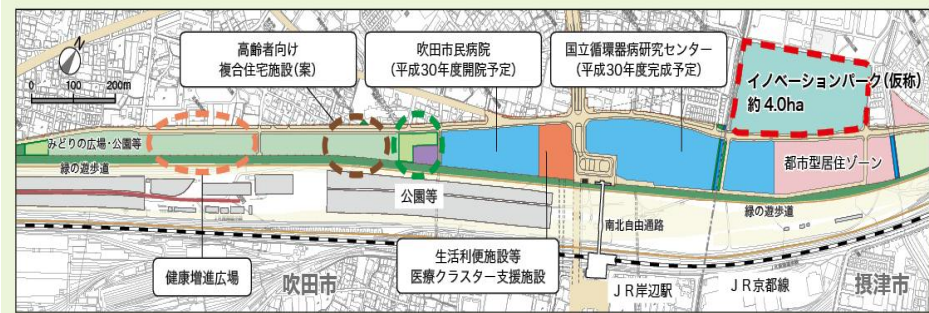 高齢者向け
複合住宅施設(案)
吹田市民病院
(平成30年度開院予定)
国立循環器病研究センター
(平成30年度完成予定)
N
0 100 200m
イノベーションパーク(仮称)
約4.0ha
みどりの広場・公園等
緑の遊歩道
都市型居住ゾーン
公園等
緑の遊歩道
南北自由通路
健康増進広場
吹田市
生活利便施設等
医療クラスター支援施設
JR岸辺駅
JR京都線
摂津市